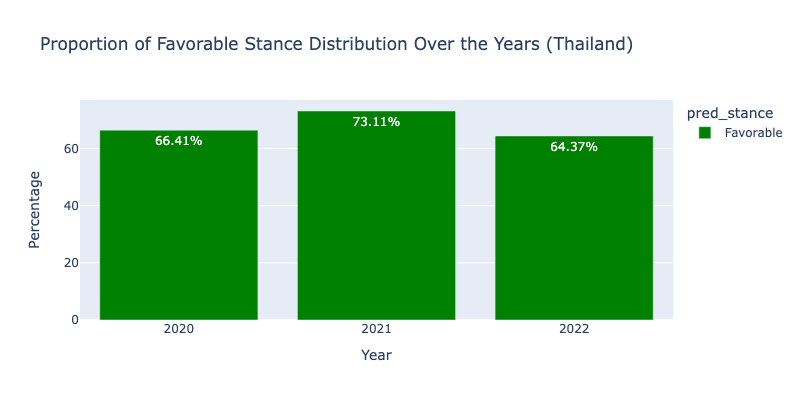 Proportion of Favorable Stance Distribution Over the Years (Thailand)
pred_stance
Favorable
Percentage
60
40
20
0
66.41%
73.11%
64.37%
2020
2021
2022
Year